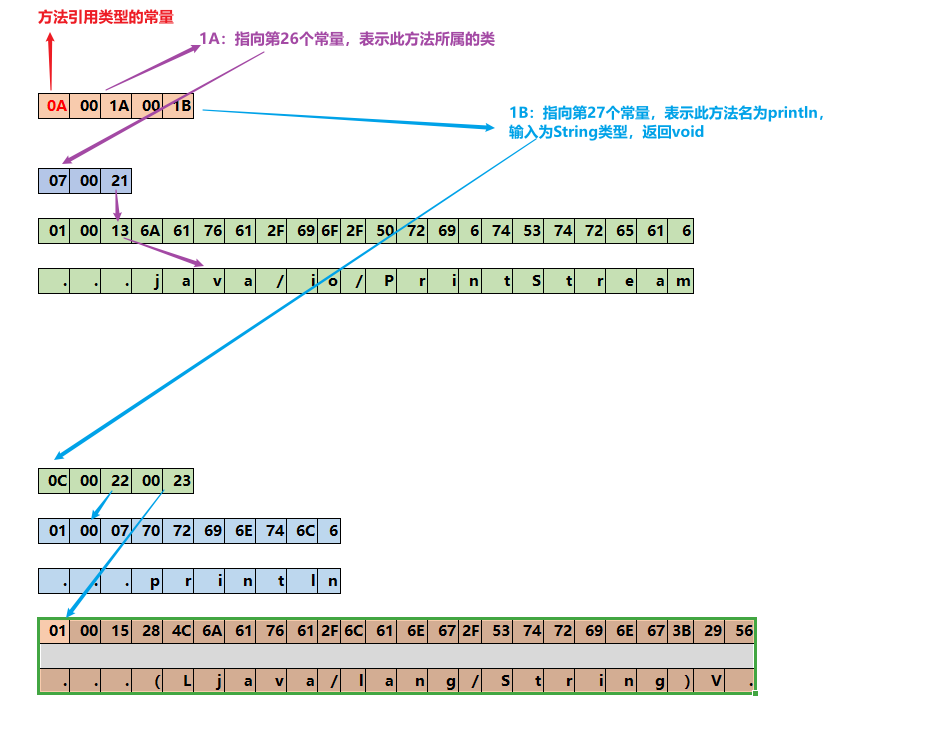 方法引用类型的常量
1A：指向第26个常量，表示此方法所属的类
0A 00 1A 00 1B
1B：指向第27个常量，表示此方法名为println，
输入为String类型，返回void
07 00 21
01 00 13 6A 61 76 61 2F 69 6F 2F 50 72 69 6 74 53 74 72 65 61 6
. . . j a v a / i o / P r i n t S t r e a m
0C 00 22 00 23
01 00 07 70 72 69 6E 74 6C 6
. . . p r i n t l n
01 00 15 28 4C 6A 61 76 61 2F 6C 61 6E 67 2F 53 74 72 69 6E 67 3B 29 56
. . . ( L j a v a / l a n g / S t r i n g ) V .